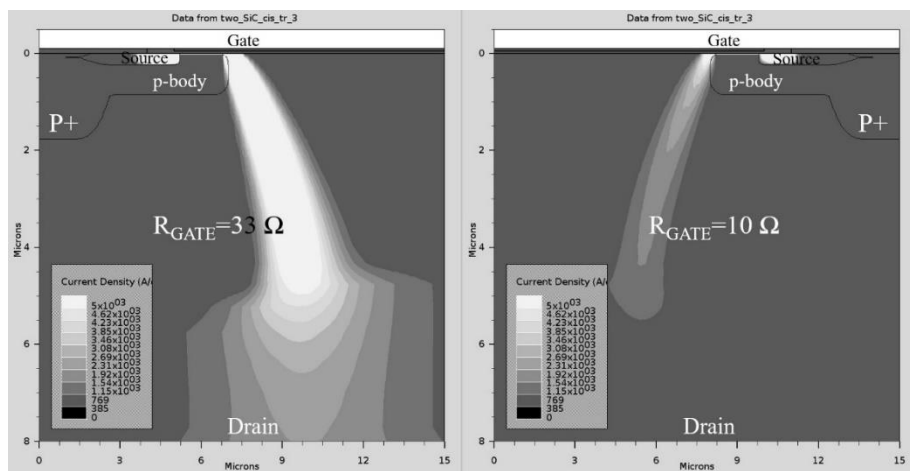 Data from two_SiC_cis_tr_3
Gate
Source
p-body
P+
R_GATE=33 Ω
Drain
Microns
0
2
4
6
8
Current Density (A/
5x10^03
4.62x10^03
4.23x10^03
3.85x10^03
3.46x10^03
3.08x10^03
2.69x10^03
2.31x10^03
1.92x10^03
1.54x10^03
1.15x10^03
769
385
0
0 3 6 9 12 15
Microns
Data from two_SiC_cis_tr_3
Gate
Source
p-body
P+
R_GATE=10 Ω
Drain
Microns
0
2
4
6
8
Current Density (A/
5x10^03
4.62x10^03
4.23x10^03
3.85x10^03
3.46x10^03
3.08x10^03
2.69x10^03
2.31x10^03
1.92x10^03
1.54x10^03
1.15x10^03
769
385
0
0 3 6 9 12 15
Microns